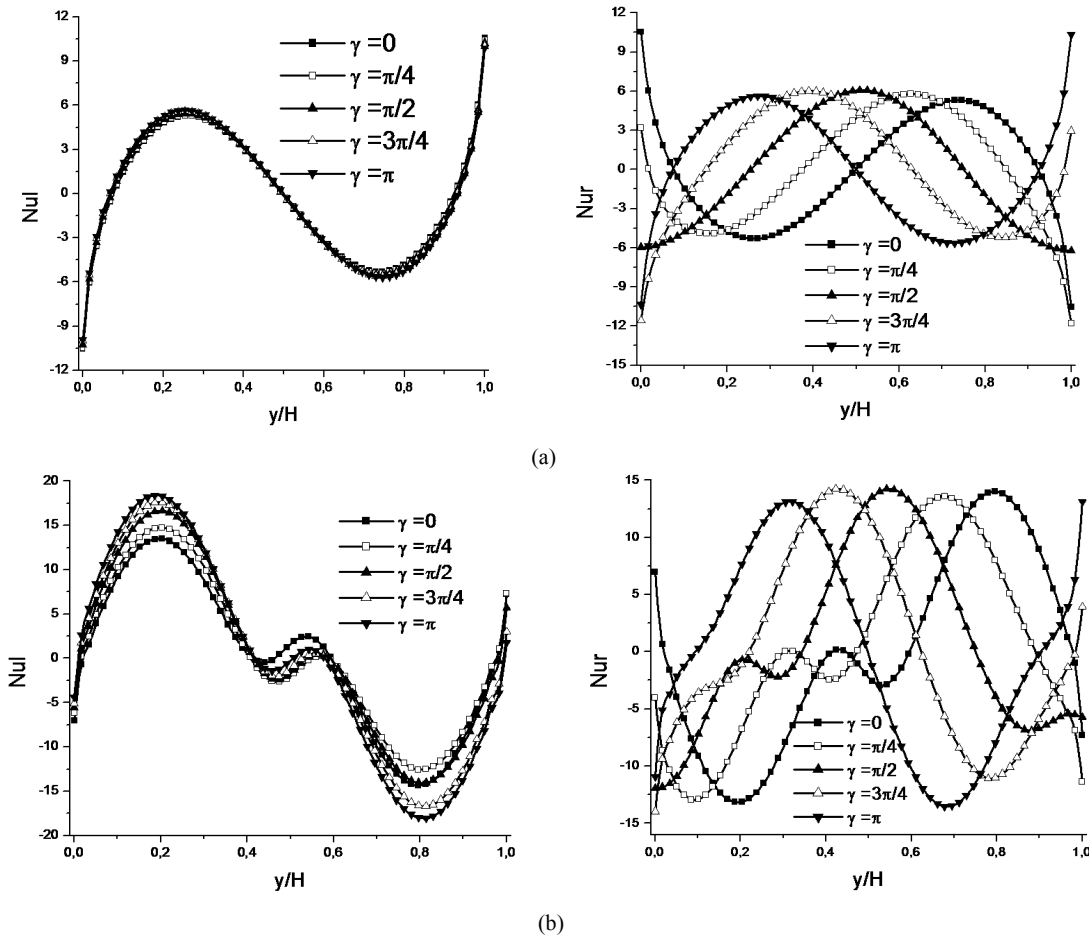 12
9
6
3
0
-3
-6
-9
-12
Nul
γ =0
γ =π/4
γ =π/2
γ =3π/4
γ =π
0,0
0,2
0,4
0,6
0,8
1,0
y/H
12
9
6
3
0
-3
-6
-9
-12
-15
Nur
γ =0
γ =π/4
γ =π/2
γ =3π/4
γ =π
0,0
0,2
0,4
0,6
0,8
1,0
y/H
(a)
20
15
10
5
0
-5
-10
-15
-20
Nul
γ =0
γ =π/4
γ =π/2
γ =3π/4
γ =π
0,0
0,2
0,4
0,6
0,8
1,0
y/H
15
10
5
0
-5
-10
-15
Nur
γ =0
γ =π/4
γ =π/2
γ =3π/4
γ =π
0,0
0,2
0,4
0,6
0,8
1,0
y/H
(b)